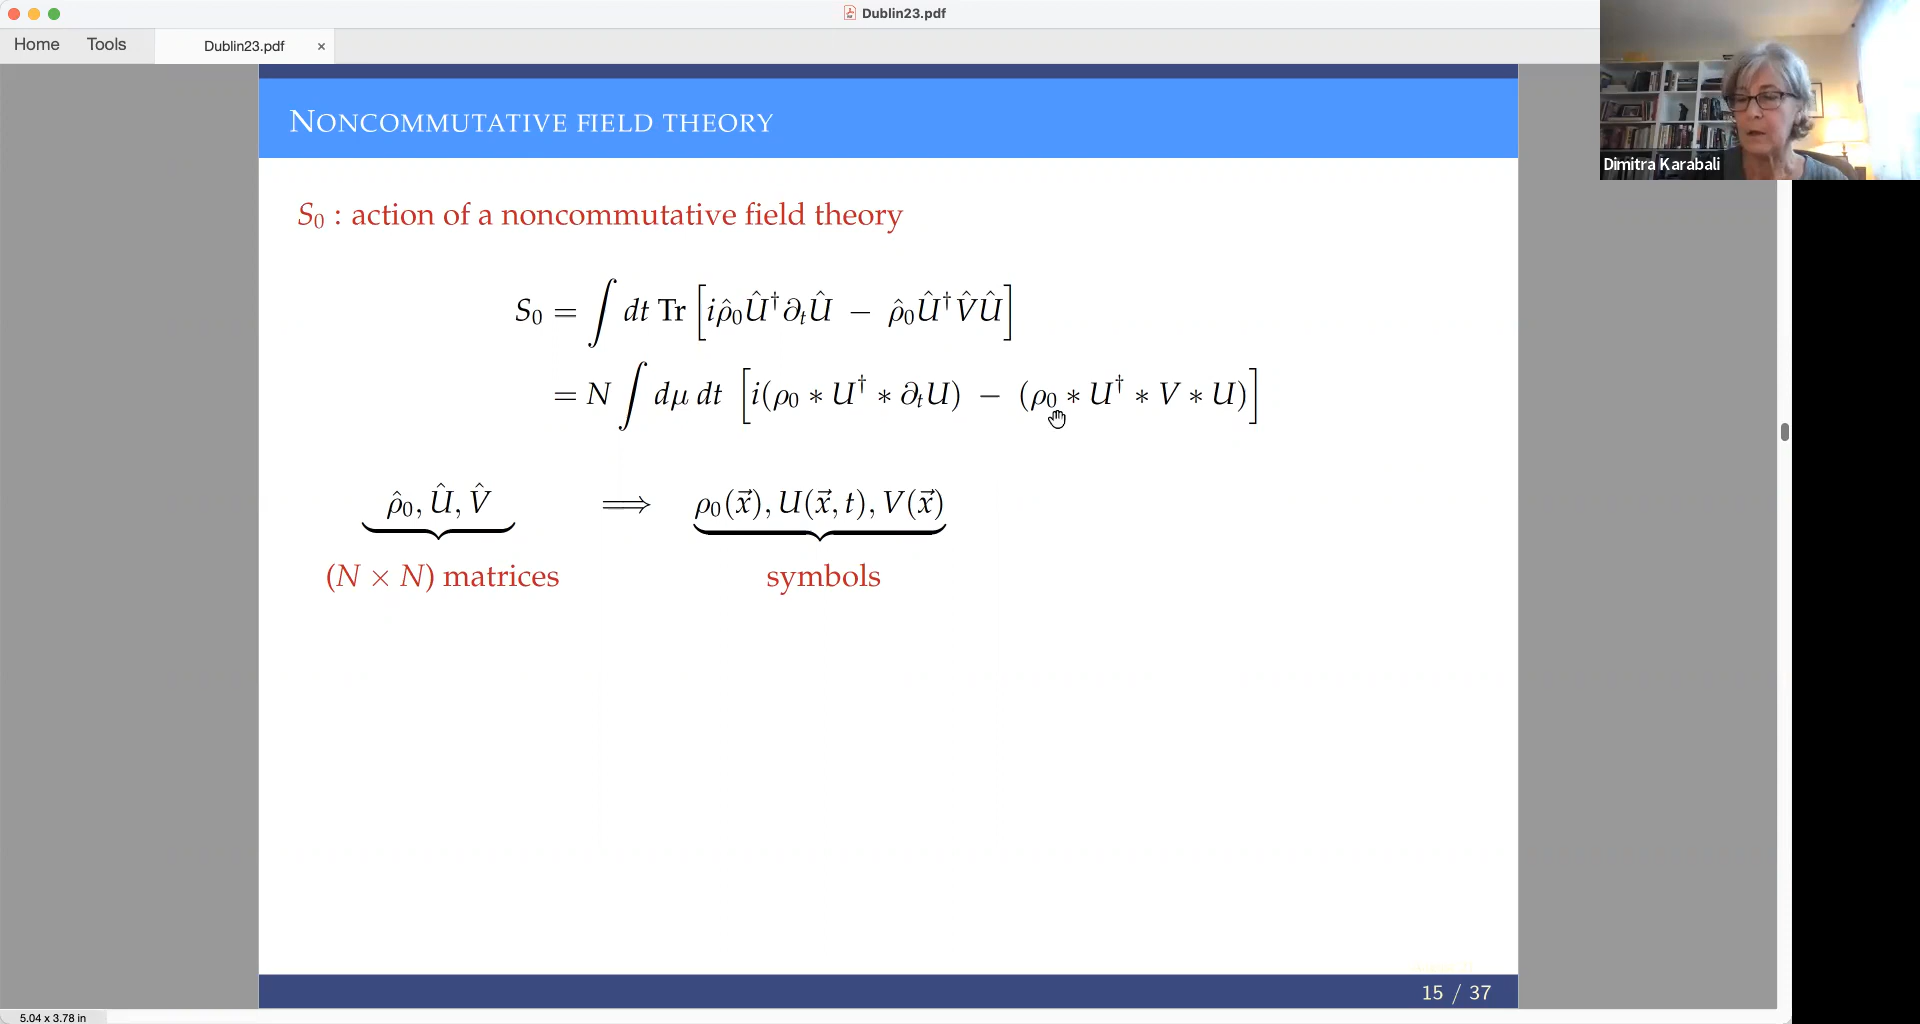 Dublin23.pdf
Home Tools Dublin23.pdf ×
Dimitra Karabali
NONCOMMUTATIVE FIELD THEORY
S₀ : action of a noncommutative field theory
S₀ = ∫ dt Tr [iρ̂₀Û†∂ₜÛ − ρ̂₀Û†V̂Û]
= N ∫ dμ dt [i(ρ₀ ∗ U† ∗ ∂ₜU) − (ρ₀ ∗ U† ∗ V ∗ U)]
ρ̂₀, Û, V̂ ⟹ ρ₀(x⃗), U(x⃗, t), V(x⃗)
(N × N) matrices symbols
15 / 37
5.04 x 3.78 in